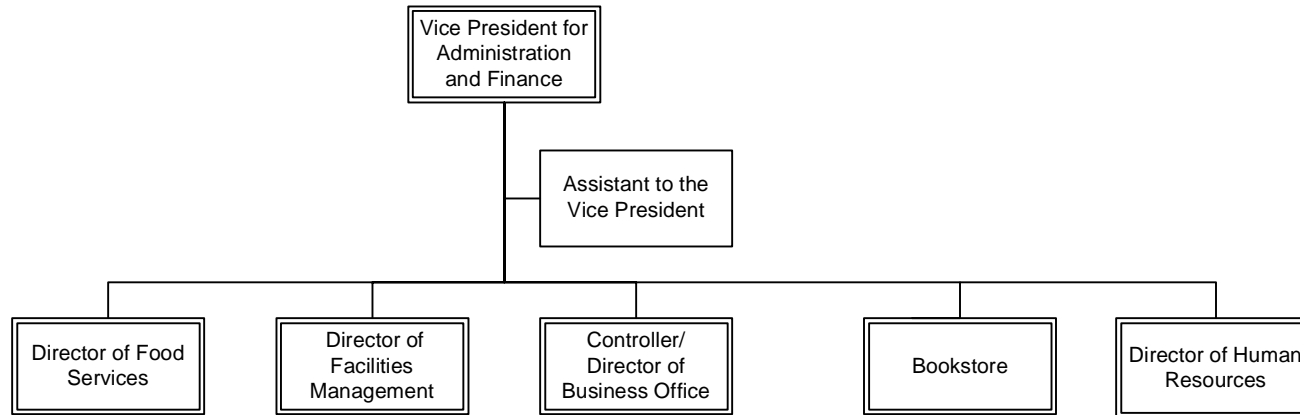 Vice President for
Administration
and Finance
Assistant to the
Vice President
Director of Food
Services
Director of
Facilities
Management
Controller/
Director of
Business Office
Bookstore
Director of Human
Resources